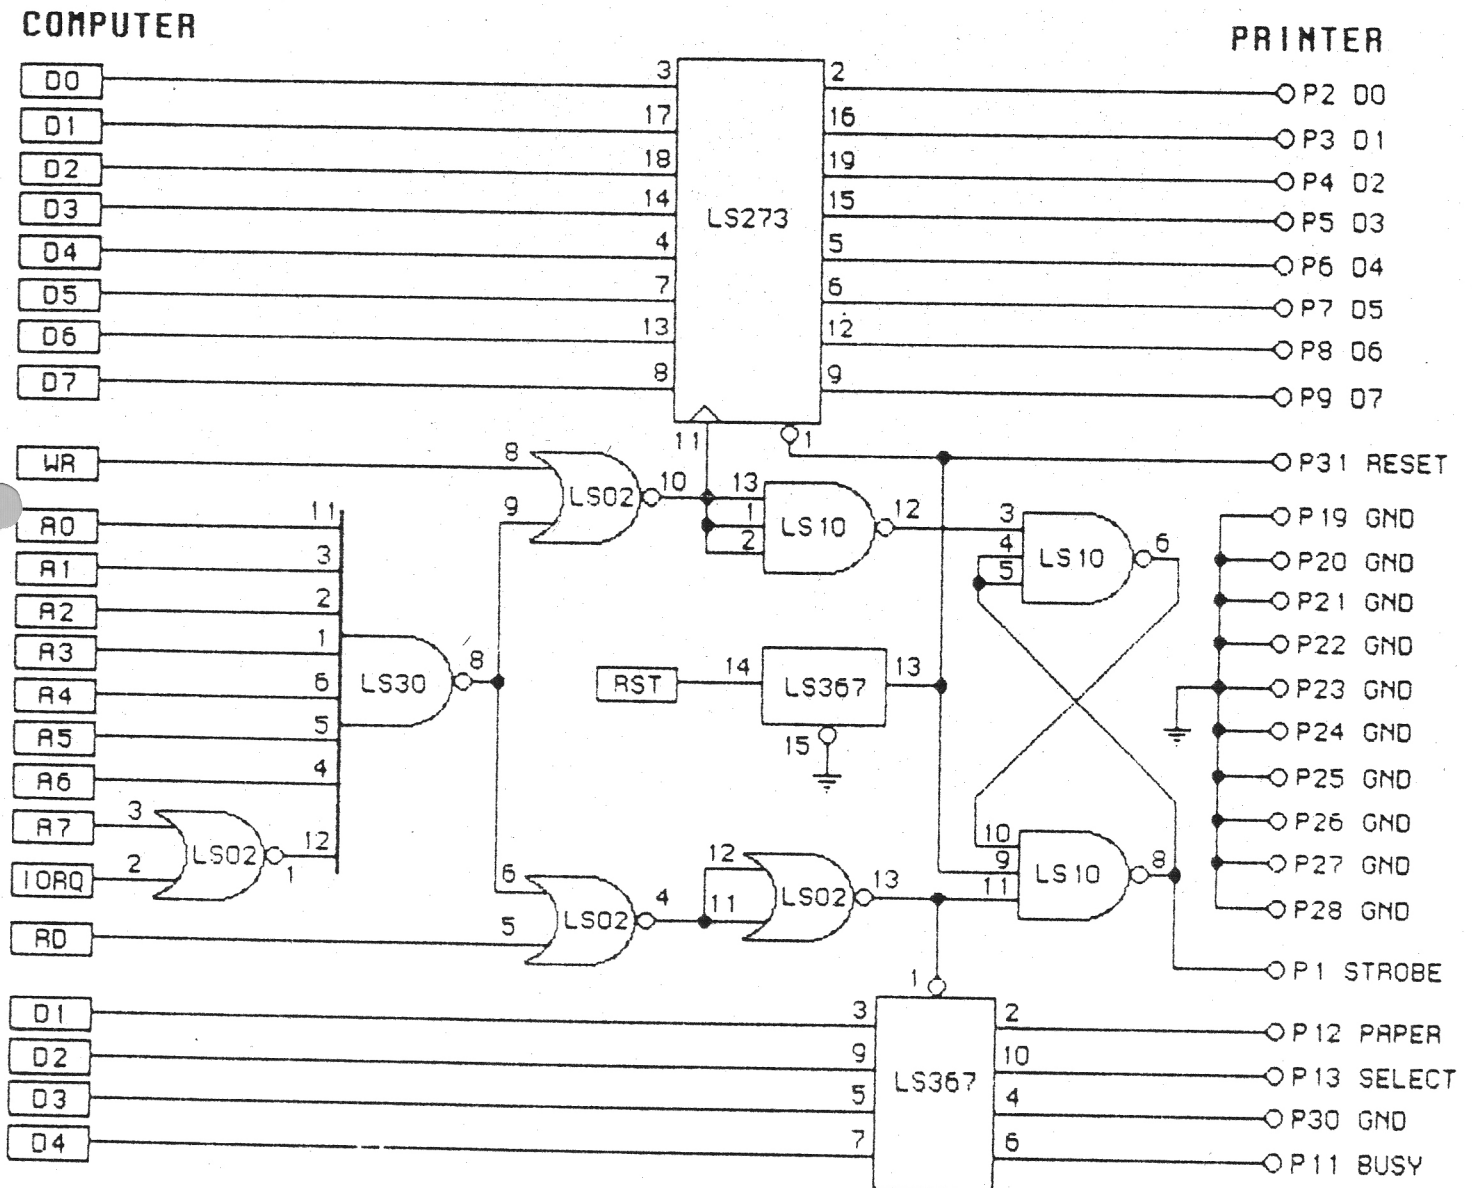 COMPUTER
PRINTER
D0 3 2 P2 D0
D1 17 16 P3 D1
D2 18 19 P4 D2
D3 14 LS273 15 P5 D3
D4 4 5 P6 D4
D5 7 6 P7 D5
D6 13 12 P8 D6
D7 8 9 P9 D7
11 1
WR 8 LS02 10 13 P31 RESET
9 1 LS10 12 3 LS10 6
2 4
5
A0 11 P19 GND
A1 3 P20 GND
A2 2 P21 GND
A3 1 P22 GND
LS30 8 RST 14 LS367 13
A4 6 P23 GND
15
A5 5 P24 GND
A6 4 P25 GND
A7 3 LS02 12 P26 GND
IORQ 2 1 P27 GND
6 LS02 4 12 LS02 13 10 LS10 8
11 9
11
P28 GND
RD 5
P1 STROBE
1
D1 3 2 P12 PAPER
D2 9 LS367 10 P13 SELECT
D3 5 4 P30 GND
D4 7 6 P11 BUSY